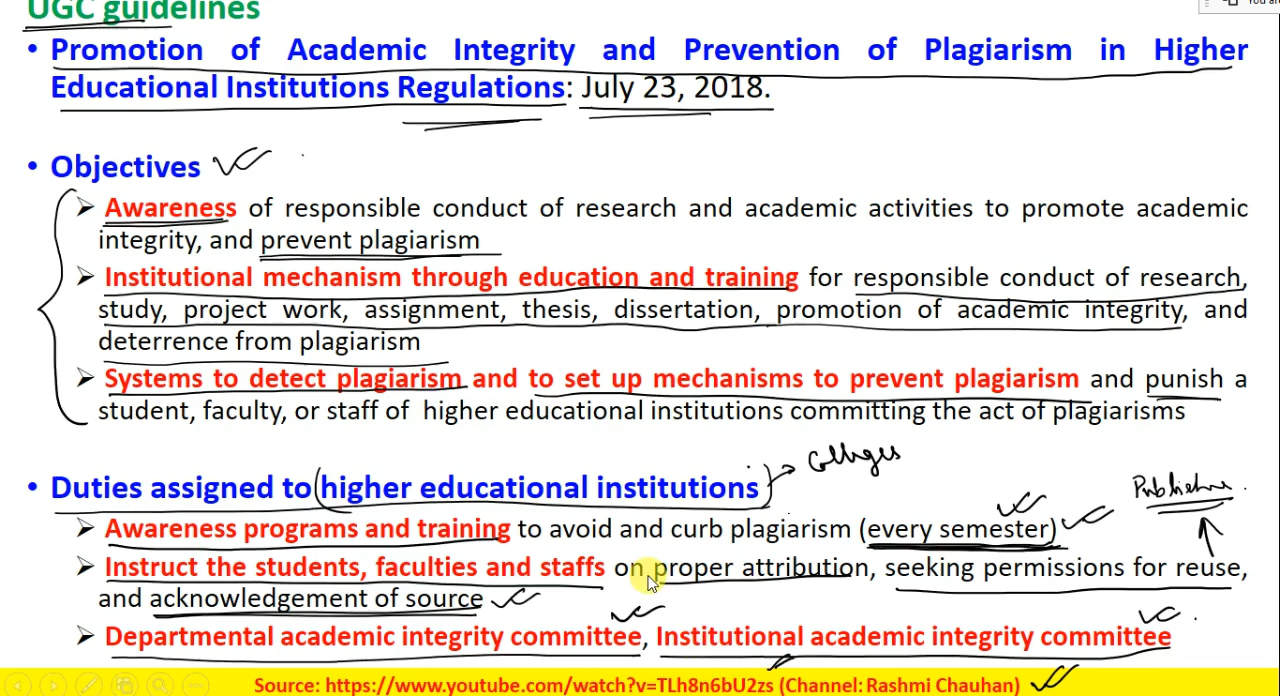 UGC guidelines
• Promotion of Academic Integrity and Prevention of Plagiarism in Higher
Educational Institutions Regulations: July 23, 2018.
• Objectives
➢ Awareness of responsible conduct of research and academic activities to promote academic
integrity, and prevent plagiarism
➢ Institutional mechanism through education and training for responsible conduct of research,
study, project work, assignment, thesis, dissertation, promotion of academic integrity, and
deterrence from plagiarism
➢ Systems to detect plagiarism and to set up mechanisms to prevent plagiarism and punish a
student, faculty, or staff of higher educational institutions committing the act of plagiarisms
Colleges
• Duties assigned to higher educational institutions
➢ Awareness programs and training to avoid and curb plagiarism (every semester)
➢ Instruct the students, faculties and staffs on proper attribution, seeking permissions for reuse,
and acknowledgement of source
➢ Departmental academic integrity committee, Institutional academic integrity committee
Source: https://www.youtube.com/watch?v=TLh8n6bU2zs (Channel: Rashmi Chauhan)